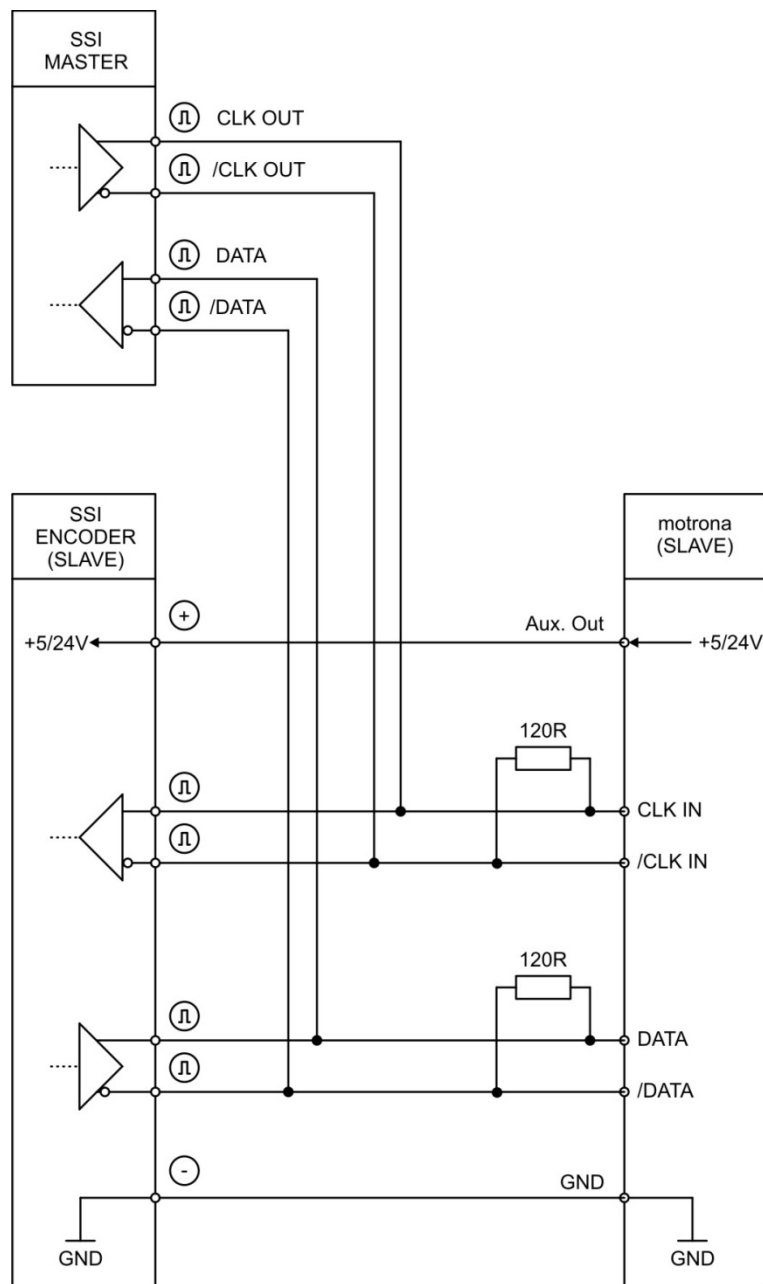 SSI
MASTER
CLK OUT
/CLK OUT
DATA
/DATA
SSI
ENCODER
(SLAVE)
motrona
(SLAVE)
+
Aux. Out
+5/24V
+5/24V
120R
CLK IN
/CLK IN
120R
DATA
/DATA
-
GND
GND
GND